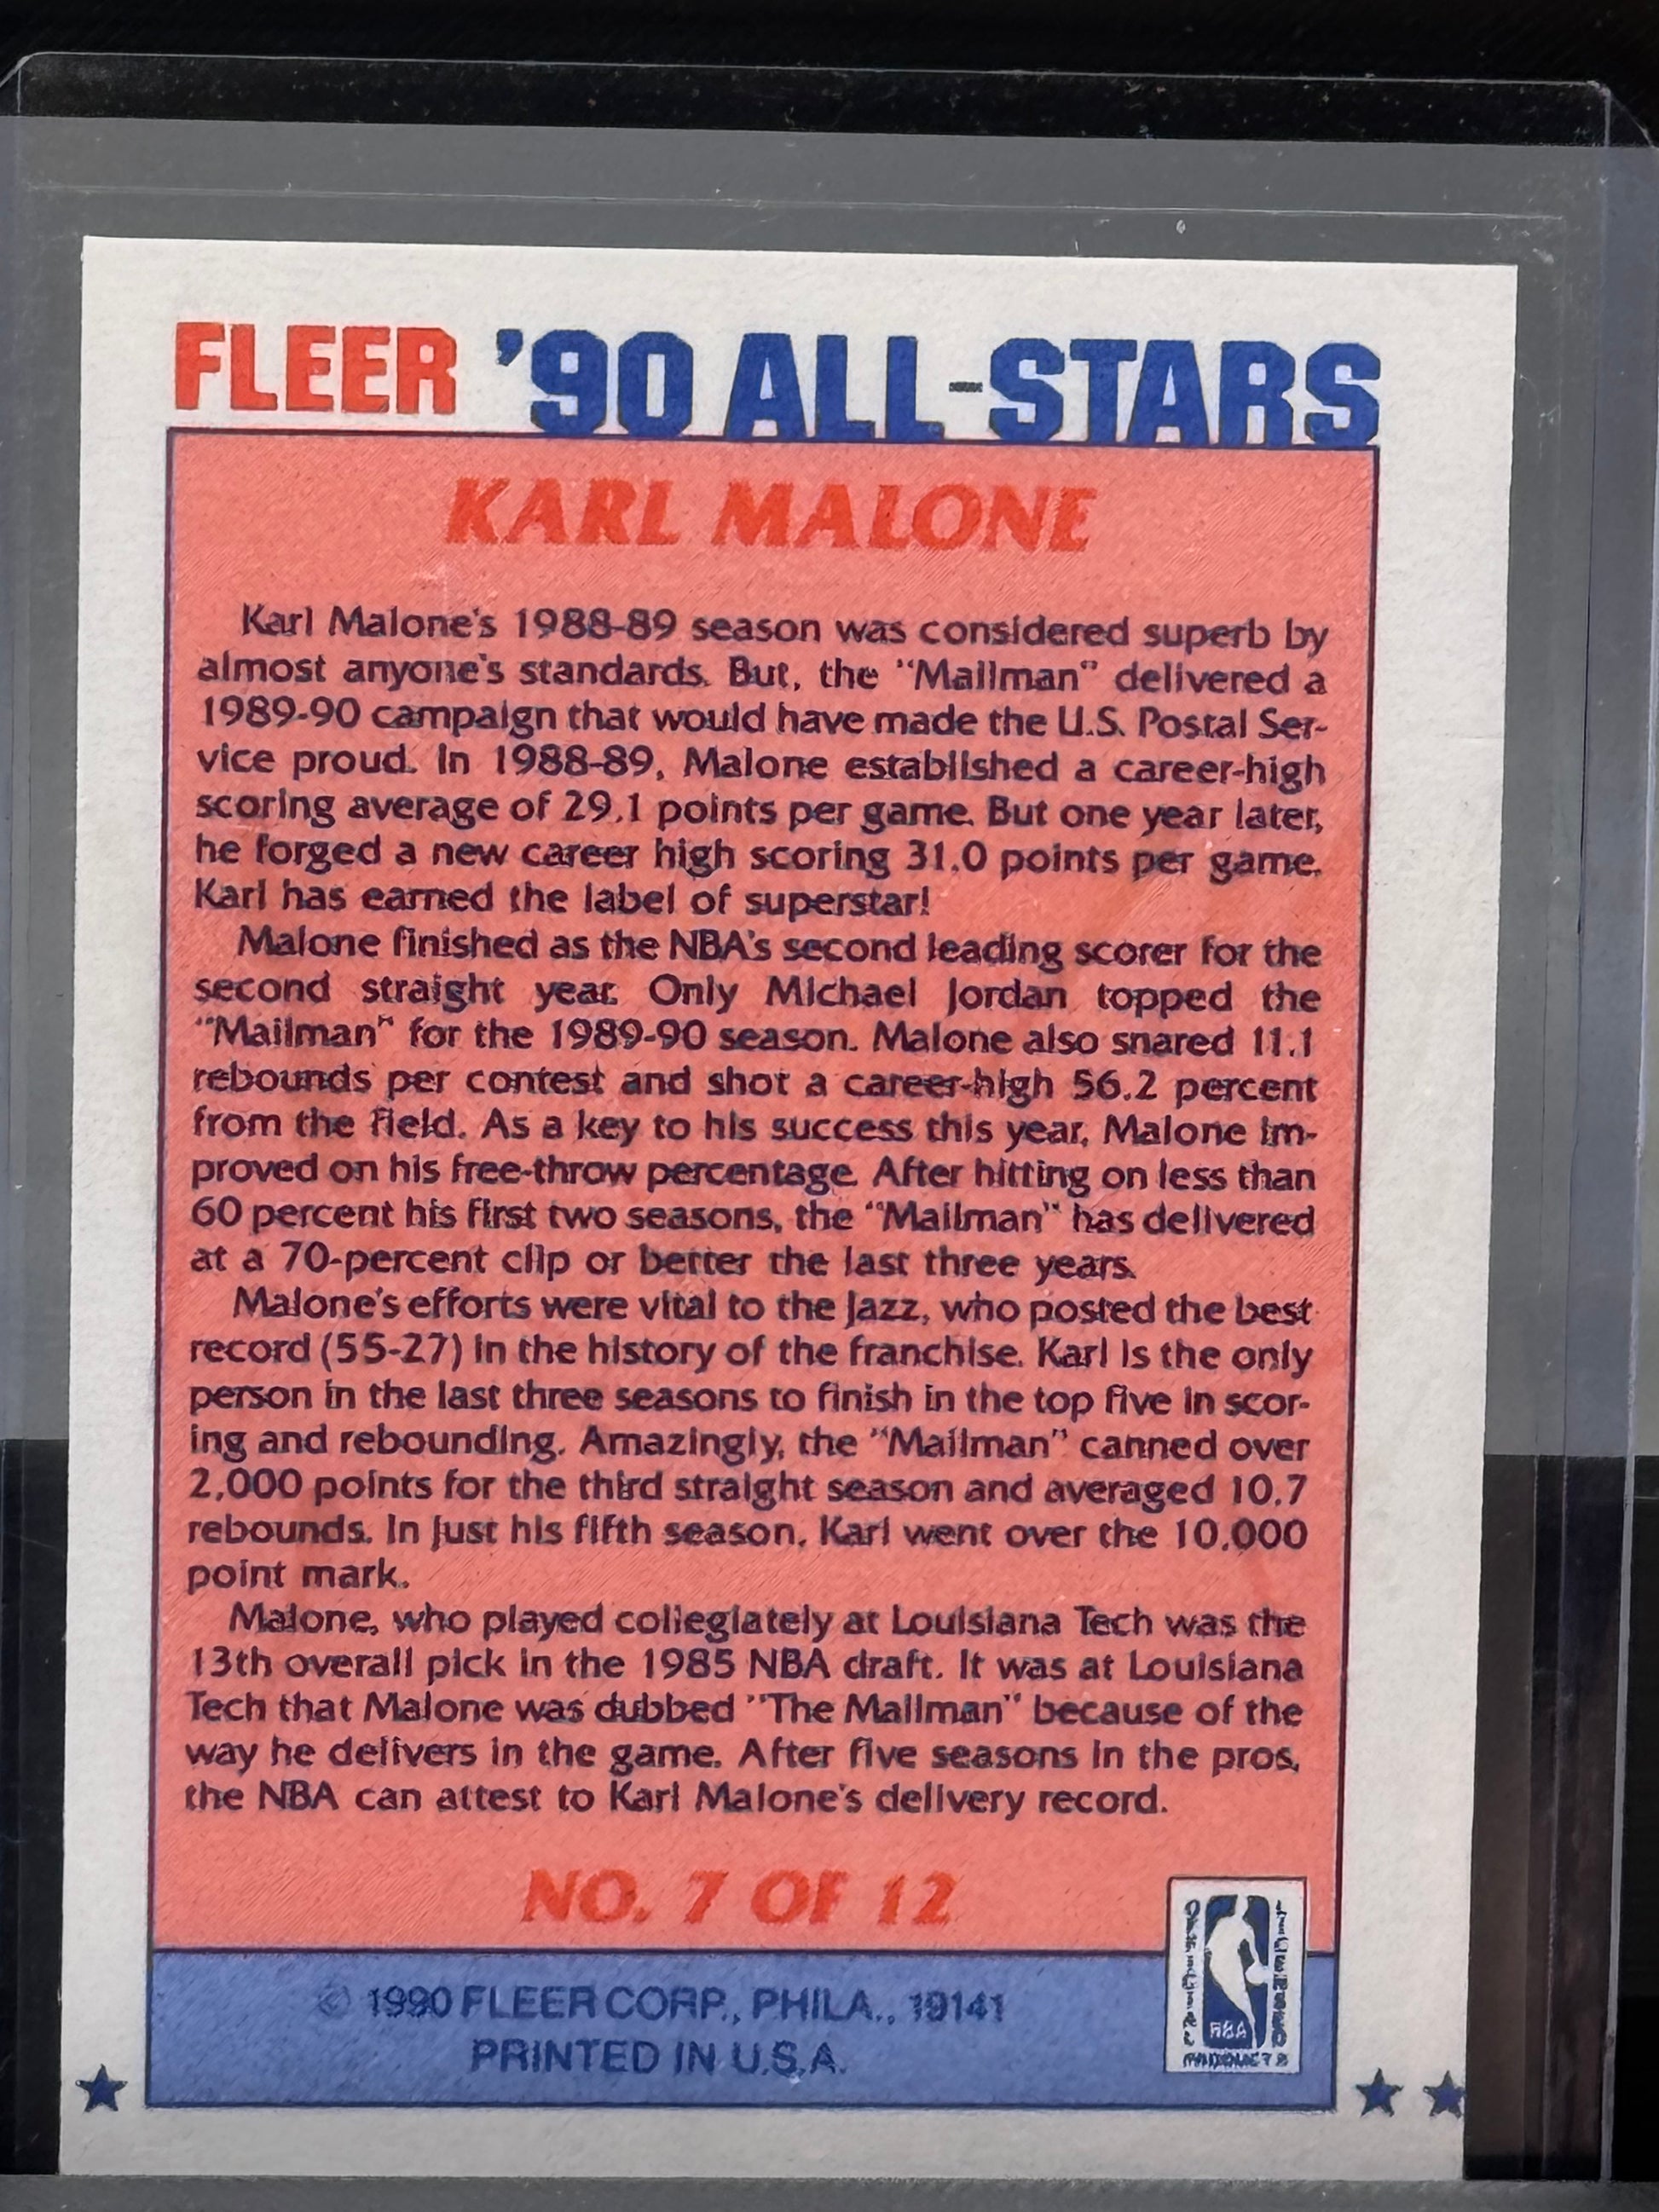 FLEER '90 ALL-STARS
KARL MALONE
Karl Malone's 1988-89 season was considered superb by
almost anyone's standards. But, the "Mailman" delivered a
1989-90 campaign that would have made the U.S. Postal Ser-
vice proud. In 1988-89, Malone established a career-high
scoring average of 29.1 points per game. But one year later,
he forged a new career high scoring 31.0 points per game.
Karl has earned the label of superstar!
Malone finished as the NBA's second leading scorer for the
second straight year. Only Michael Jordan topped the
"Mailman" for the 1989-90 season. Malone also snared 11.1
rebounds per contest and shot a career-high 56.2 percent
from the field. As a key to his success this year, Malone im-
proved on his free-throw percentage. After hitting on less than
60 percent his first two seasons, the "Mailman" has delivered
at a 70-percent clip or better the last three years.
Malone's efforts were vital to the Jazz, who posted the best
record (55-27) in the history of the franchise. Karl is the only
person in the last three seasons to finish in the top five in scor-
ing and rebounding. Amazingly, the "Mailman" canned over
2,000 points for the third straight season and averaged 10.7
rebounds. In just his fifth season, Karl went over the 10,000
point mark.
Malone, who played collegiately at Louisiana Tech was the
13th overall pick in the 1985 NBA draft. It was at Louisiana
Tech that Malone was dubbed "The Mailman" because of the
way he delivers in the game. After five seasons in the pros,
the NBA can attest to Karl Malone's delivery record.
NO. 7 OF 12
© 1990 FLEER CORP., PHILA., 19141
PRINTED IN U.S.A.
NBA